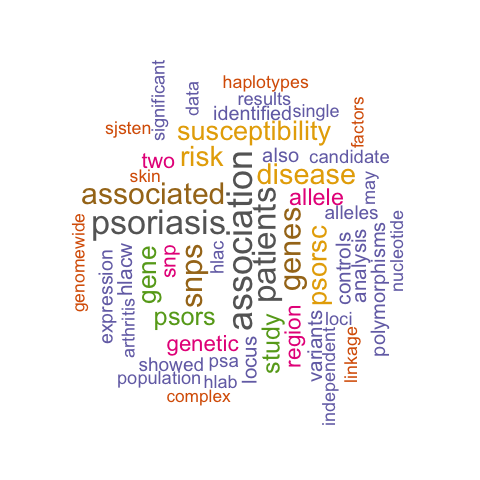 significant
data
haplotypes
results
identified
single
factors
sjsten
susceptibility
two
risk
also
candidate
skin
disease
may
associated
association
patients
allele
alleles
genomewide
psoriasis
genes
psorsc
controls
analysis
polymorphisms
nucleotide
expression
hlacw
gene
snp
snps
hlac
arthritis
psors
study
region
variants
loci
independent
linkage
genetic
locus
showed
psa
population
hlab
complex